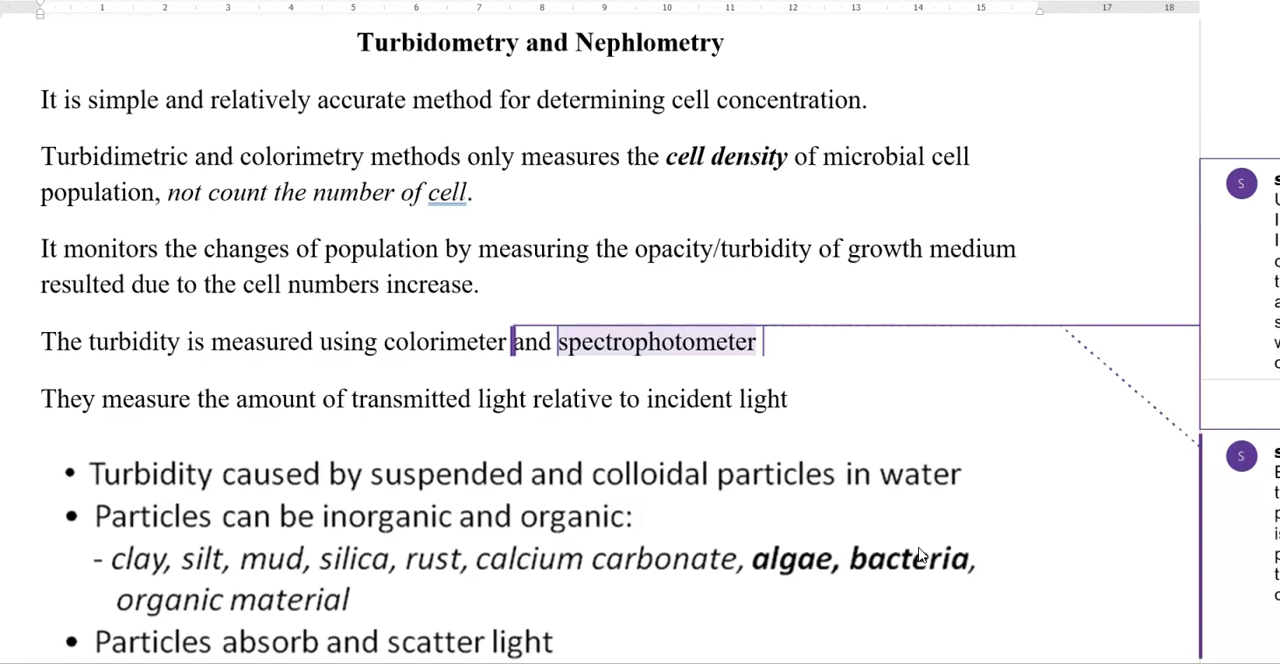 1 2 3 4 5 6 7 8 9 10 11 12 13 14 15 17 18
Turbidometry and Nephlometry
It is simple and relatively accurate method for determining cell concentration.
Turbidimetric and colorimetry methods only measures the cell density of microbial cell
population, not count the number of cell.
It monitors the changes of population by measuring the opacity/turbidity of growth medium
resulted due to the cell numbers increase.
The turbidity is measured using colorimeter and spectrophotometer
They measure the amount of transmitted light relative to incident light
• Turbidity caused by suspended and colloidal particles in water
• Particles can be inorganic and organic:
- clay, silt, mud, silica, rust, calcium carbonate, algae, bacteria,
organic material
• Particles absorb and scatter light
S
S